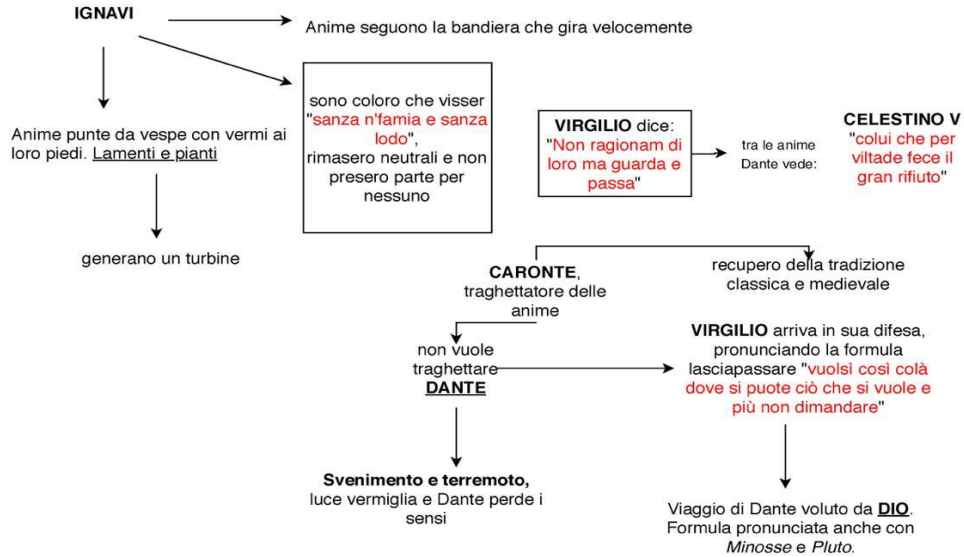 IGNAVI
Anime seguono la bandiera che gira velocemente
sono coloro che visser
"sanza n'famia e sanza
lodo",
rimasero neutrali e non
presero parte per
nessuno
Anime punte da vespe con vermi ai
loro piedi. Lamenti e pianti
generano un turbine
VIRGILIO dice:
"Non ragionam di
loro ma guarda e
passa"
tra le anime
Dante vede:
CELESTINO V
"colui che per
viltade fece il
gran rifiuto"
CARONTE,
traghettatore delle
anime
recupero della tradizione
classica e medievale
non vuole
traghettare
DANTE
VIRGILIO arriva in sua difesa,
pronunciando la formula
lasciapassare "vuolsì così colà
dove si puote ciò che si vuole e
più non dimandare"
Svenimento e terremoto,
luce vermiglia e Dante perde i
sensi
Viaggio di Dante voluto da DIO.
Formula pronunciata anche con
Minosse e Pluto.